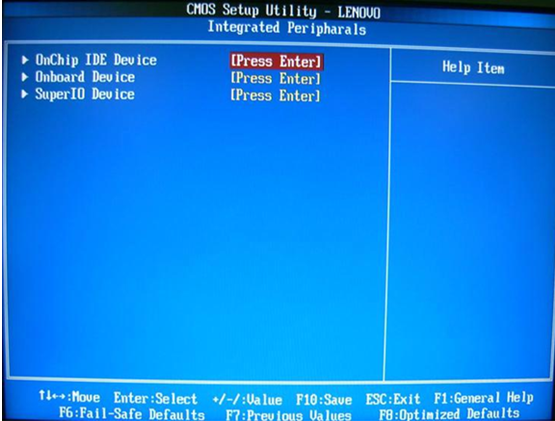 CMOS Setup Utility - LENOVO
Integrated Peripherals
▶ OnChip IDE Device [Press Enter]
▶ Onboard Device [Press Enter]
▶ SuperIO Device [Press Enter]
Help Item
↑↓↔:Move Enter:Select +/-/:Value F10:Save ESC:Exit F1:General Help
F6:Fail-Safe Defaults F7:Previous Values F8:Optimized Defaults